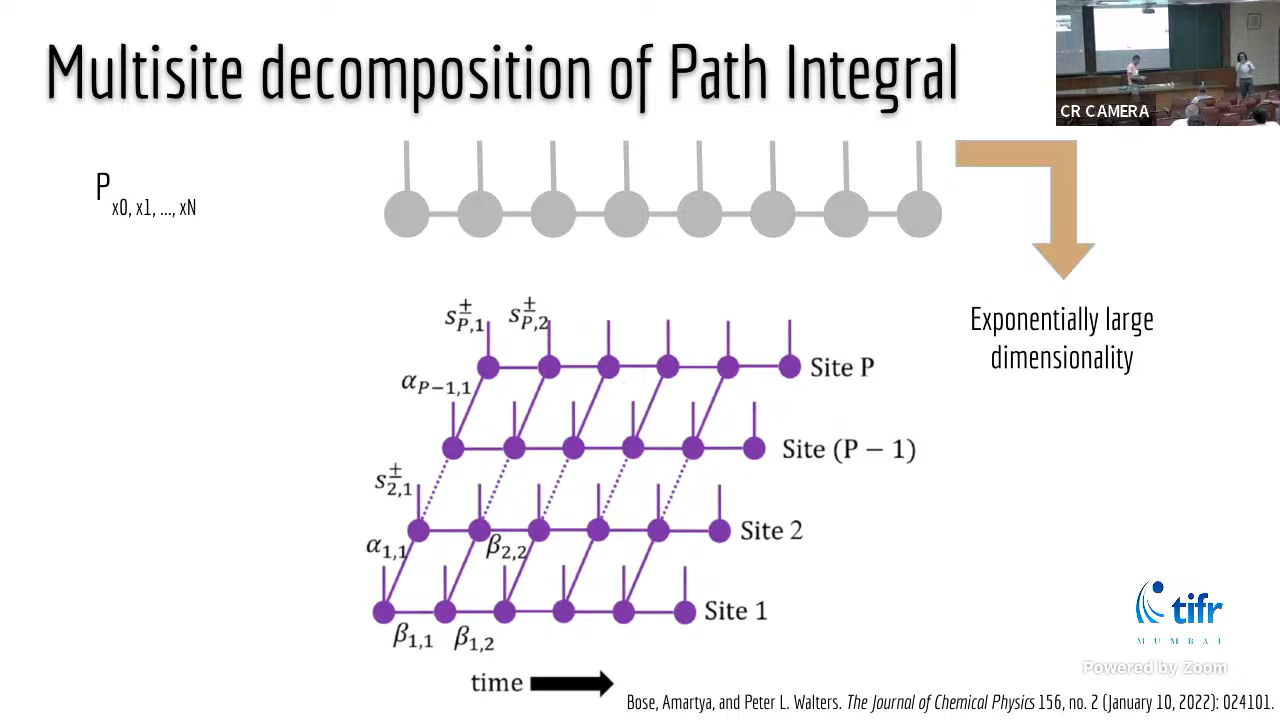 Multisite decomposition of Path Integral
CR CAMERA
P x0, x1, ..., xN
Exponentially large
dimensionality
s±P,1 s±P,2
Site P
αP−1,1
Site (P − 1)
s±2,1
Site 2
α1,1 β2,2
Site 1
β1,1 β1,2
time
tifr
MUMBAI
Powered by Zoom
Bose, Amartya, and Peter L. Walters. The Journal of Chemical Physics 156, no. 2 (January 10, 2022): 024101.